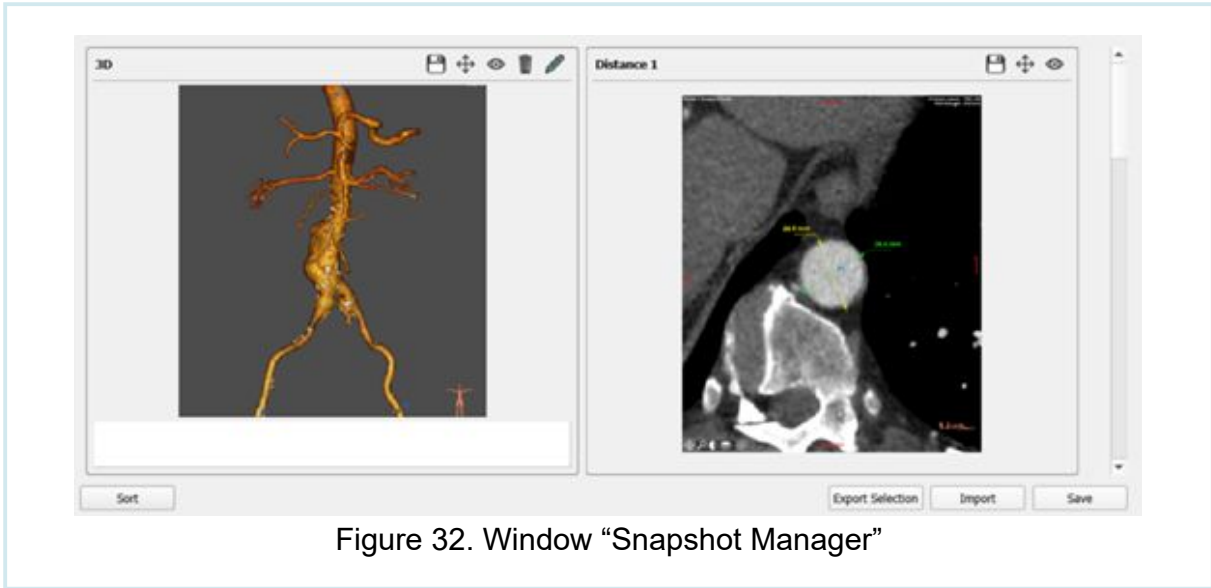 3D
Distance 1
Sort
Export Selection
Import
Save
Figure 32. Window “Snapshot Manager”